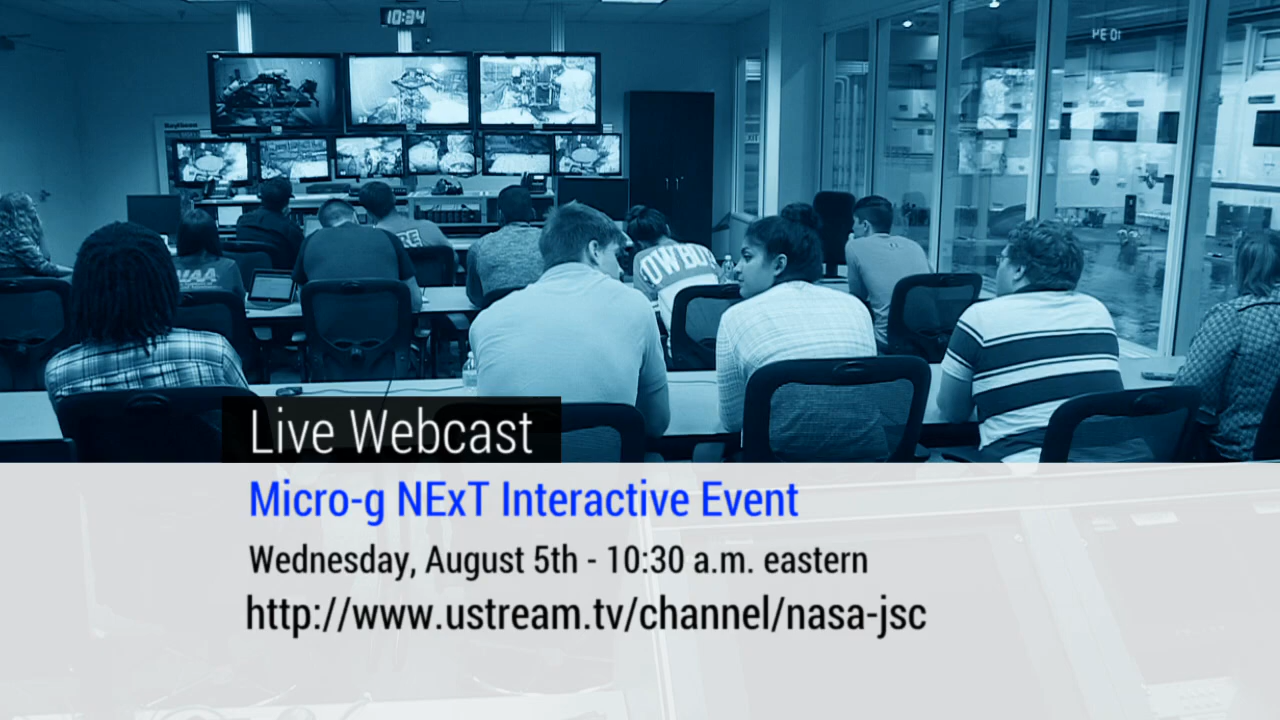 10:34
Live Webcast
Micro-g NExT Interactive Event
Wednesday, August 5th - 10:30 a.m. eastern
http://www.ustream.tv/channel/nasa-jsc